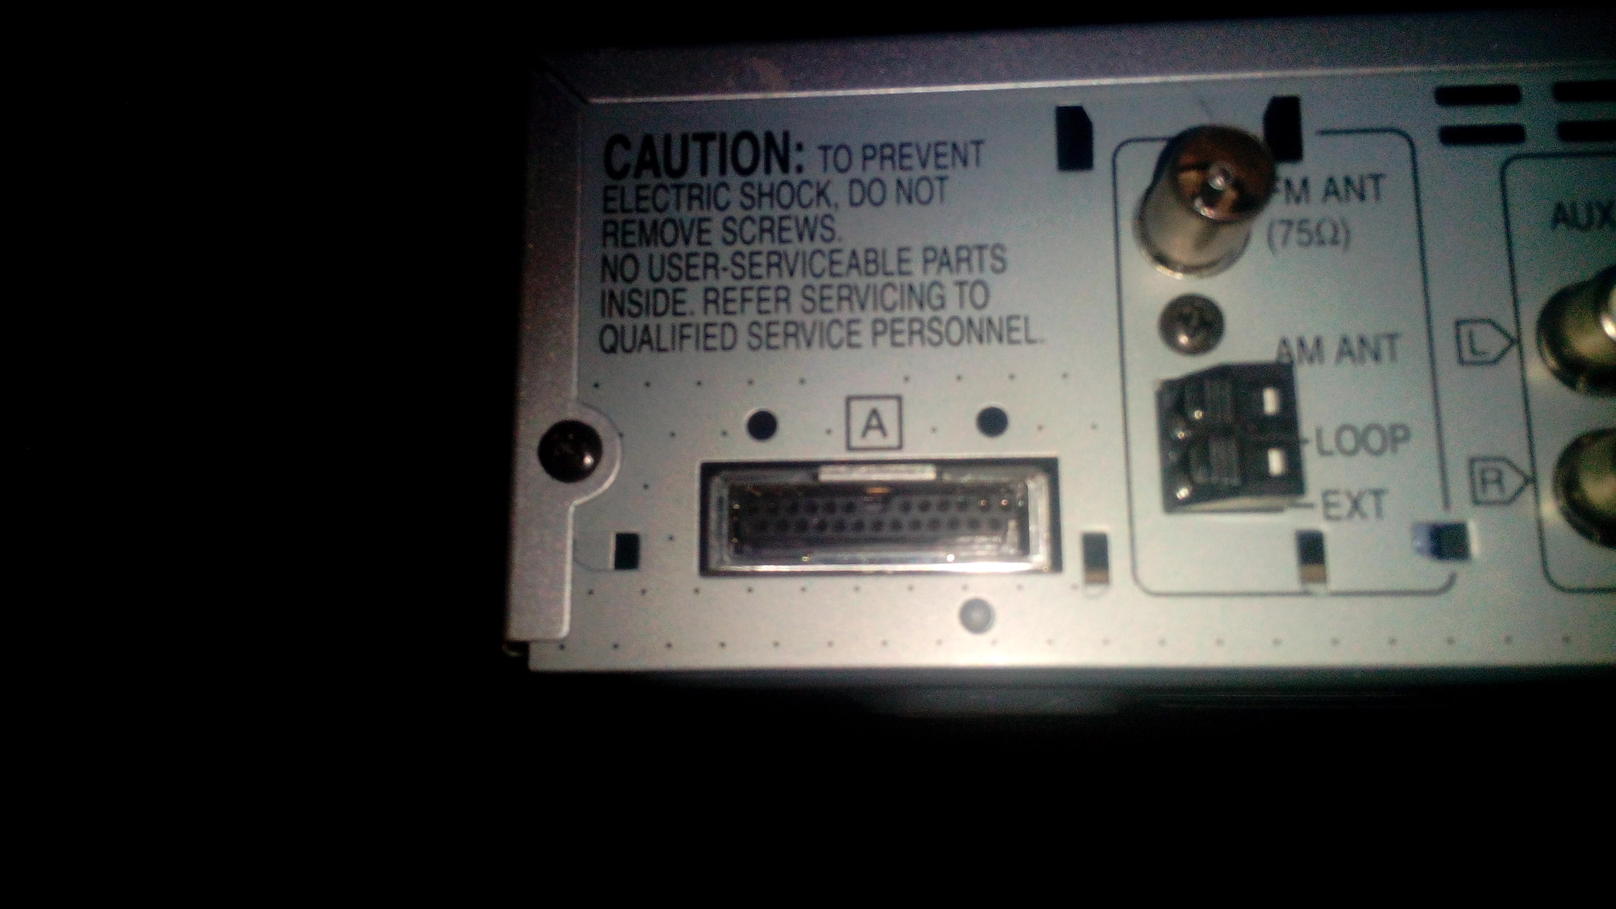 CAUTION: TO PREVENT
ELECTRIC SHOCK, DO NOT
REMOVE SCREWS.
NO USER-SERVICEABLE PARTS
INSIDE. REFER SERVICING TO
QUALIFIED SERVICE PERSONNEL.
A
FM ANT
(75Ω)
AM ANT
LOOP
EXT
AUX
L
R